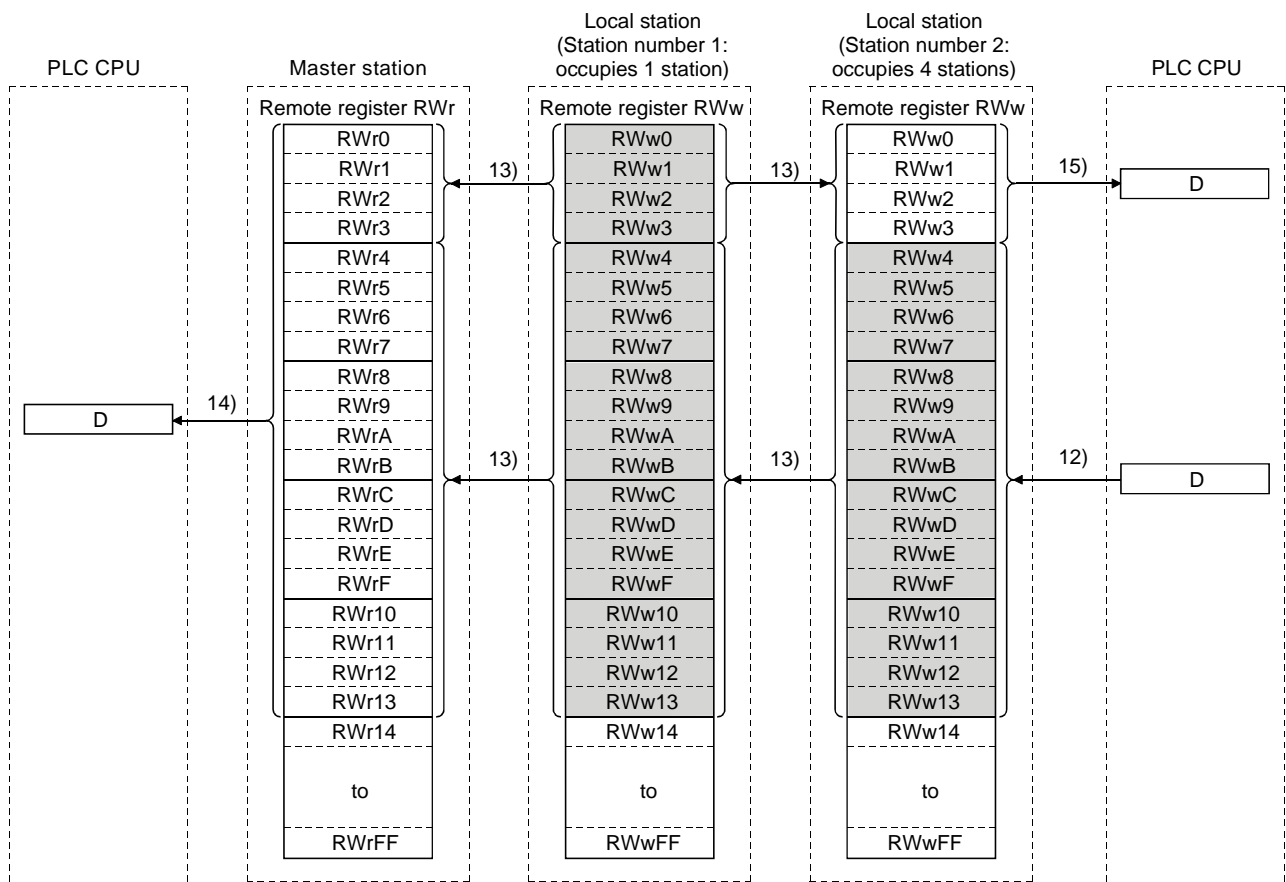 Local station
(Station number 1:
occupies 1 station)
Local station
(Station number 2:
occupies 4 stations)
PLC CPU
Master station
PLC CPU
Remote register RWr
RWr0
RWr1
RWr2
RWr3
RWr4
RWr5
RWr6
RWr7
RWr8
RWr9
RWrA
RWrB
RWrC
RWrD
RWrE
RWrF
RWr10
RWr11
RWr12
RWr13
RWr14
to
RWrFF
Remote register RWw
RWw0
RWw1
RWw2
RWw3
RWw4
RWw5
RWw6
RWw7
RWw8
RWw9
RWwA
RWwB
RWwC
RWwD
RWwE
RWwF
RWw10
RWw11
RWw12
RWw13
RWw14
to
RWwFF
Remote register RWw
RWw0
RWw1
RWw2
RWw3
RWw4
RWw5
RWw6
RWw7
RWw8
RWw9
RWwA
RWwB
RWwC
RWwD
RWwE
RWwF
RWw10
RWw11
RWw12
RWw13
RWw14
to
RWwFF
13)
13)
15)
D
14)
D
13)
13)
12)
D